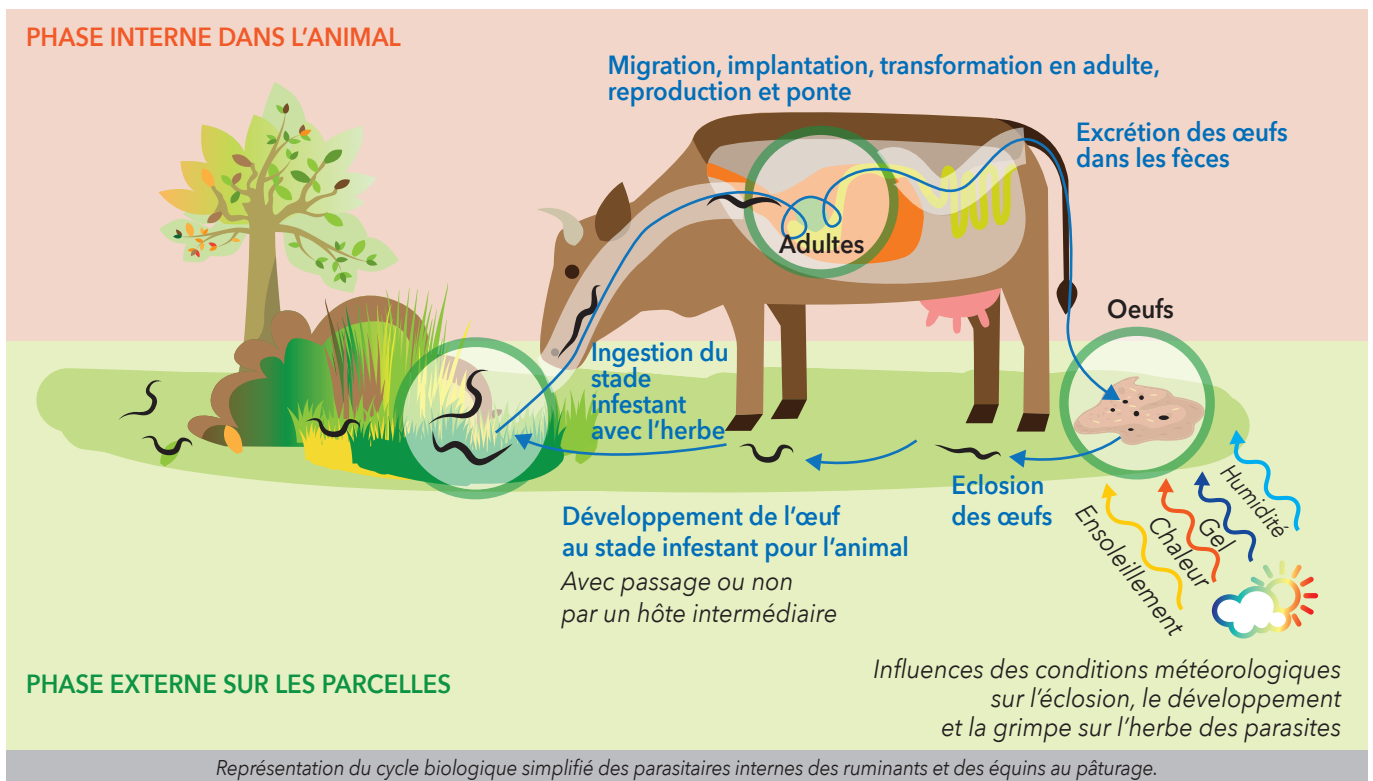 PHASE INTERNE DANS L’ANIMAL
Migration, implantation, transformation en adulte,
reproduction et ponte
Excrétion des œufs
dans les fèces
Adultes
Oeufs
Ingestion du
stade
infestant
avec l’herbe
Eclosion
des œufs
Développement de l’œuf
au stade infestant pour l’animal
Avec passage ou non
par un hôte intermédiaire
Ensoleillement
Chaleur
Gel
Humidité
PHASE EXTERNE SUR LES PARCELLES
Influences des conditions météorologiques
sur l’éclosion, le développement
et la grimpe sur l’herbe des parasites
Représentation du cycle biologique simplifié des parasitaires internes des ruminants et des équins au pâturage.